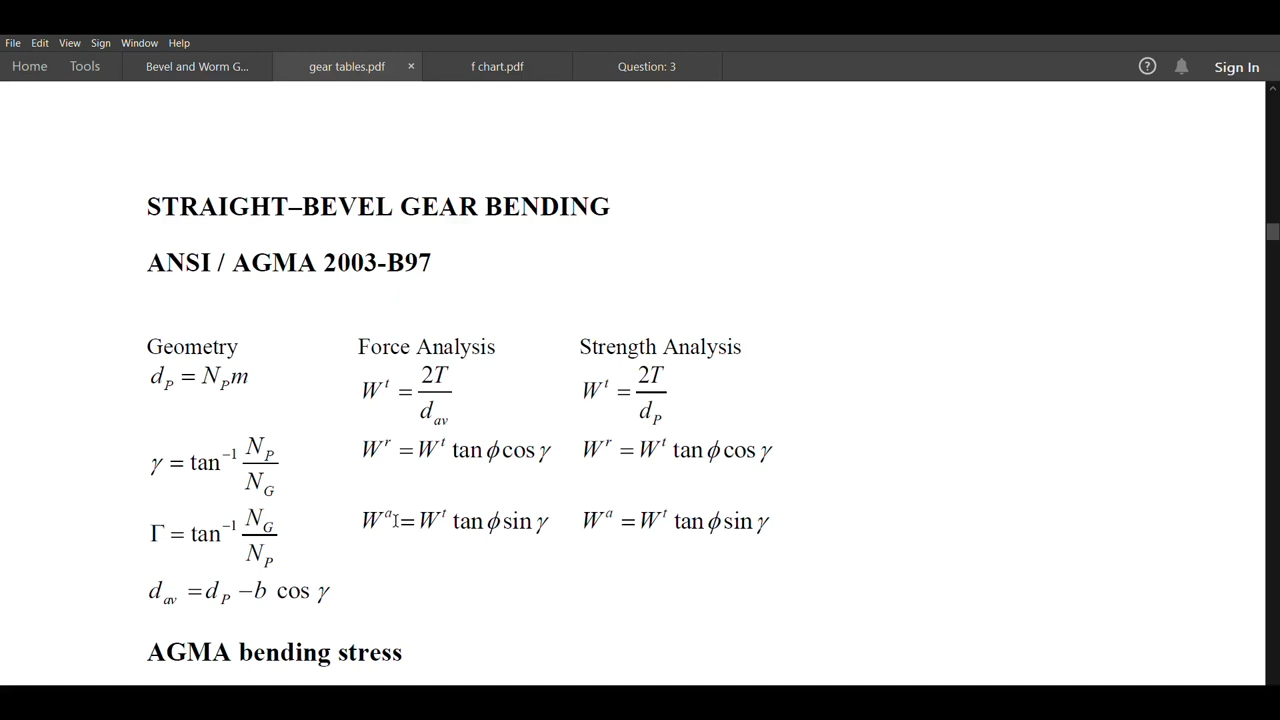 File Edit View Sign Window Help
Home Tools Bevel and Worm G... gear tables.pdf × f chart.pdf Question: 3 ? Sign In
STRAIGHT–BEVEL GEAR BENDING
ANSI / AGMA 2003-B97
Geometry Force Analysis Strength Analysis
d_P = N_P m W^t = 2T/d_av W^t = 2T/d_P
γ = tan⁻¹ N_P/N_G W^r = W^t tan ϕ cos γ W^r = W^t tan ϕ cos γ
Γ = tan⁻¹ N_G/N_P W^a = W^t tan ϕ sin γ W^a = W^t tan ϕ sin γ
d_av = d_P − b cos γ
AGMA bending stress